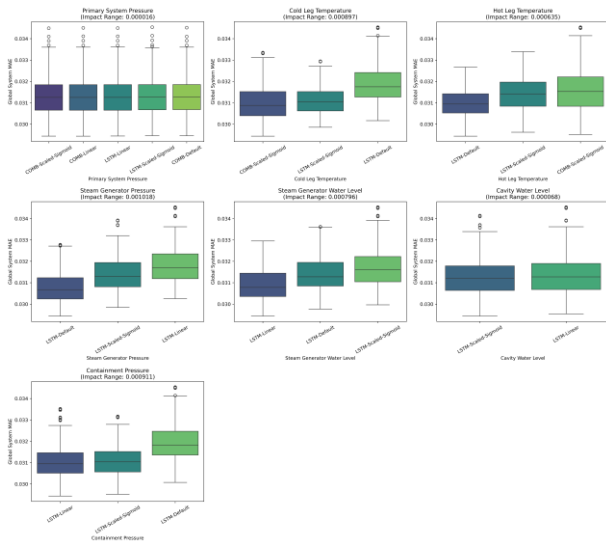 Primary System Pressure
(Impact Range: 0.000016)
Global System MAE
0.034
0.033
0.032
0.031
0.030
COMB-Scaled-Sigmoid
COMB-Linear
LSTM-Linear
LSTM-Scaled-Sigmoid
COMB-Default
Primary System Pressure
Cold Leg Temperature
(Impact Range: 0.000897)
Global System MAE
0.034
0.033
0.032
0.031
0.030
COMB-Scaled-Sigmoid
LSTM-Scaled-Sigmoid
LSTM-Default
Cold Leg Temperature
Hot Leg Temperature
(Impact Range: 0.000635)
Global System MAE
0.034
0.033
0.032
0.031
0.030
LSTM-Default
LSTM-Scaled-Sigmoid
COMB-Scaled-Sigmoid
Hot Leg Temperature
Steam Generator Pressure
(Impact Range: 0.001018)
Global System MAE
0.034
0.033
0.032
0.031
0.030
LSTM-Default
LSTM-Scaled-Sigmoid
LSTM-Linear
Steam Generator Pressure
Steam Generator Water Level
(Impact Range: 0.000796)
Global System MAE
0.034
0.033
0.032
0.031
0.030
LSTM-Linear
LSTM-Default
LSTM-Scaled-Sigmoid
Steam Generator Water Level
Cavity Water Level
(Impact Range: 0.000068)
Global System MAE
0.034
0.033
0.032
0.031
0.030
LSTM-Scaled-Sigmoid
LSTM-Linear
Cavity Water Level
Containment Pressure
(Impact Range: 0.000911)
Global System MAE
0.034
0.033
0.032
0.031
0.030
LSTM-Linear
LSTM-Scaled-Sigmoid
LSTM-Default
Containment Pressure